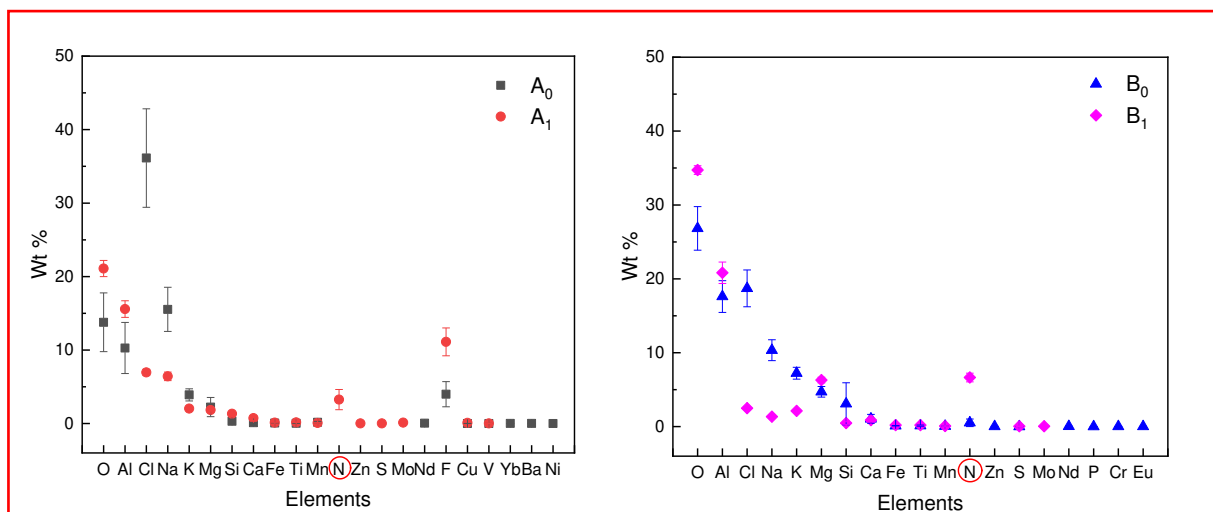 50
40
30
20
10
0
Wt %
A0
A1
O Al Cl Na K Mg Si Ca Fe Ti Mn N Zn S Mo Nd F Cu V Yb Ba Ni
Elements
50
40
30
20
10
0
Wt %
B0
B1
O Al Cl Na K Mg Si Ca Fe Ti Mn N Zn S Mo Nd P Cr Eu
Elements